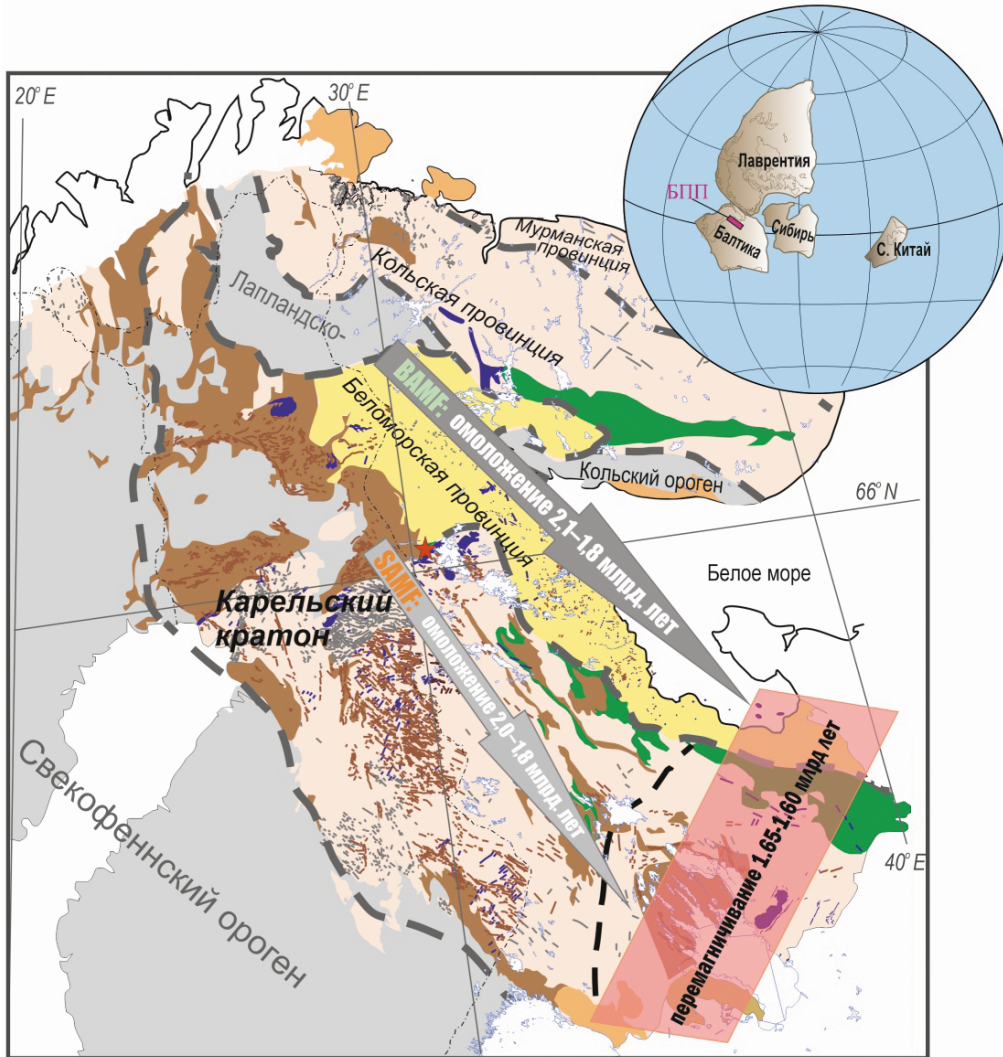 20° E
30° E
Лаврентия
БПП
Балтика
Сибирь
С. Китай
Мурманская
провинция
Кольская провинция
Лапландско-
Беломорская провинция
BAMF: омоложение 2,1–1,8 млрд. лет
Кольский ороген
66° N
Белое море
SAMF: омоложение 2,0–1,8 млрд. лет
Карельский
кратон
Свекофеннский ороген
перемагничивание 1.65-1.60 млрд лет
40° E